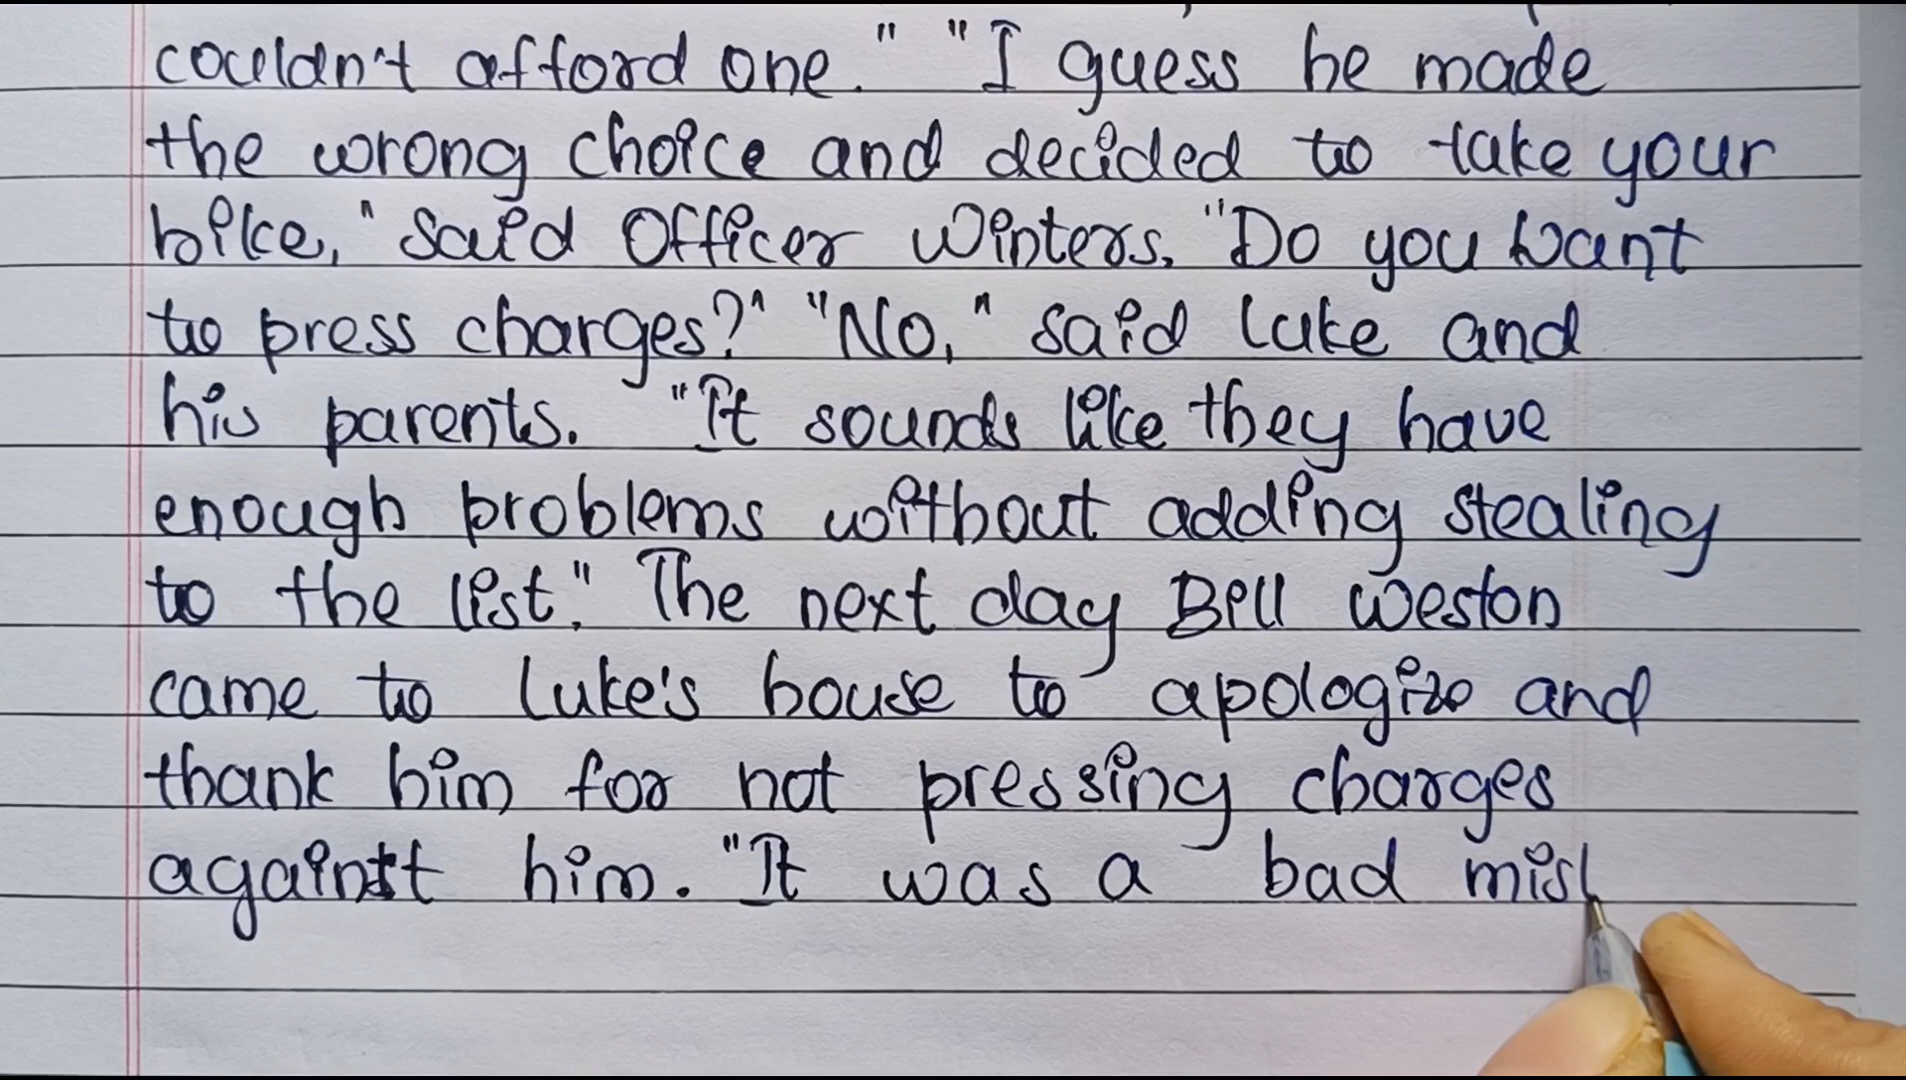 couldn't afford one." "I guess he made
the wrong choice and decided to take your
bike," said Officer Winters. "Do you want
to press charges?" "No," said Luke and
his parents. "It sounds like they have
enough problems without adding stealing
to the list." The next day Bill Weston
came to Luke's house to apologize and
thank him for not pressing charges
against him. "It was a bad mis